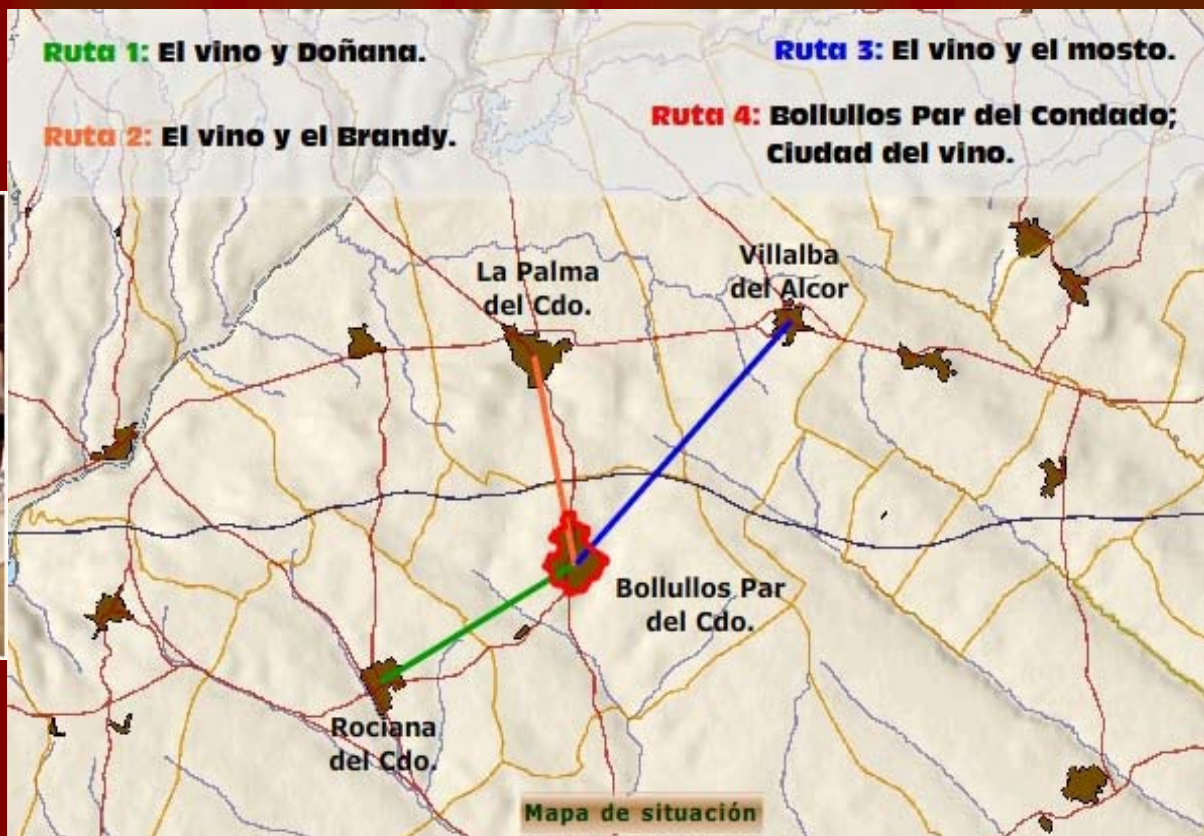 Ruta 1: El vino y Doñana.
Ruta 2: El vino y el Brandy.
Ruta 3: El vino y el mosto.
Ruta 4: Bollullos Par del Condado;
Ciudad del vino.
La Palma
del Cdo.
Villalba
del Alcor
Bollullos Par
del Cdo.
Rociana
del Cdo.
Mapa de situación